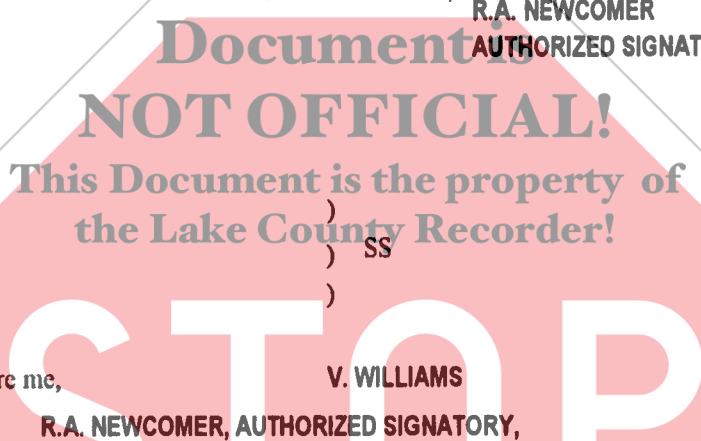 R.A. NEWCOMER
Document is
AUTHORIZED SIGNAT
NOT OFFICIAL!
This Document is the property of
)
the Lake County Recorder!
) SS
)
STOP
re me, V. WILLIAMS
R.A. NEWCOMER, AUTHORIZED SIGNATORY,